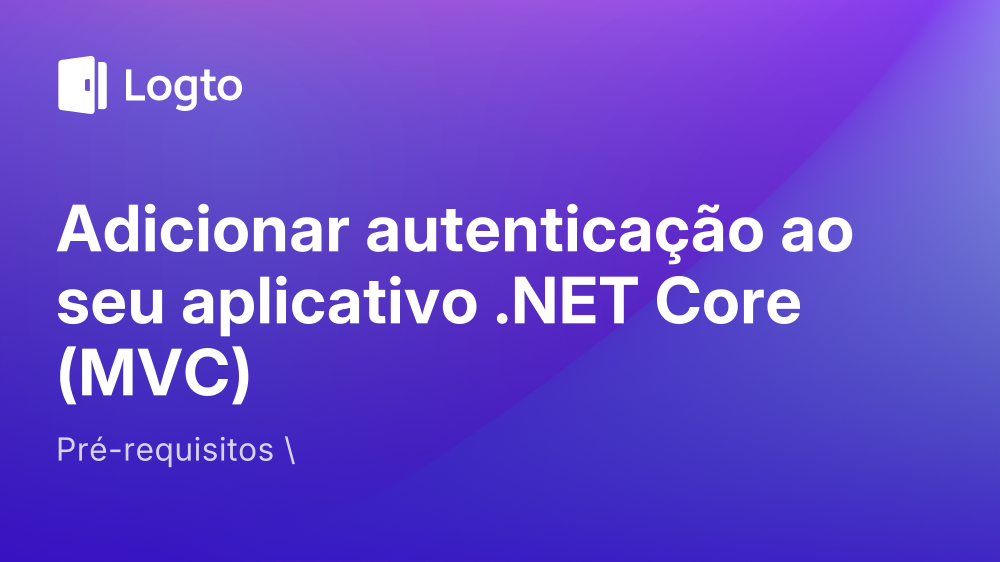 Logto
Adicionar autenticação ao
seu aplicativo .NET Core
(MVC)
Pré-requisitos \